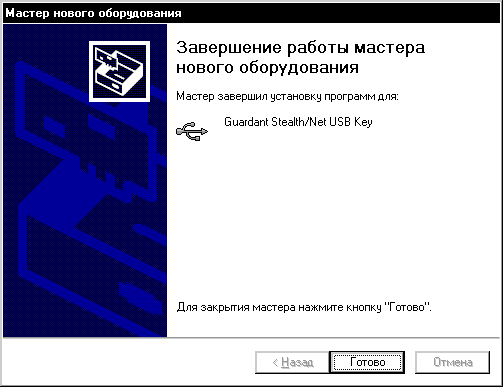 Мастер нового оборудования
Завершение работы мастера
нового оборудования
Мастер завершил установку программ для:
Guardant Stealth/Net USB Key
Для закрытия мастера нажмите кнопку "Готово".
< Назад
Готово
Отмена